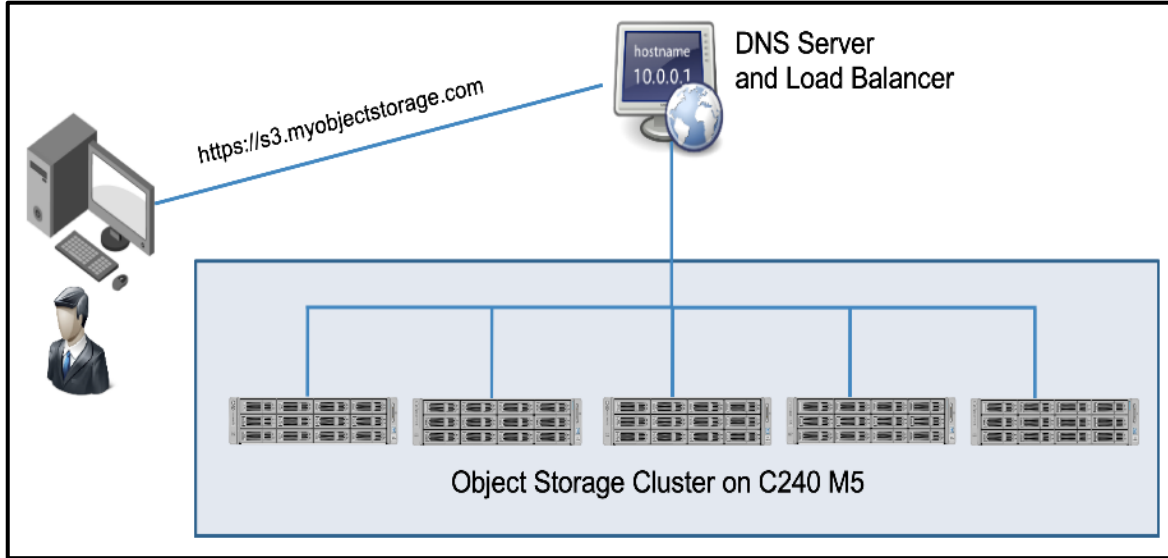 DNS Server
and Load Balancer
hostname
10.0.0.1
https://s3.myobjectstorage.com
Object Storage Cluster on C240 M5